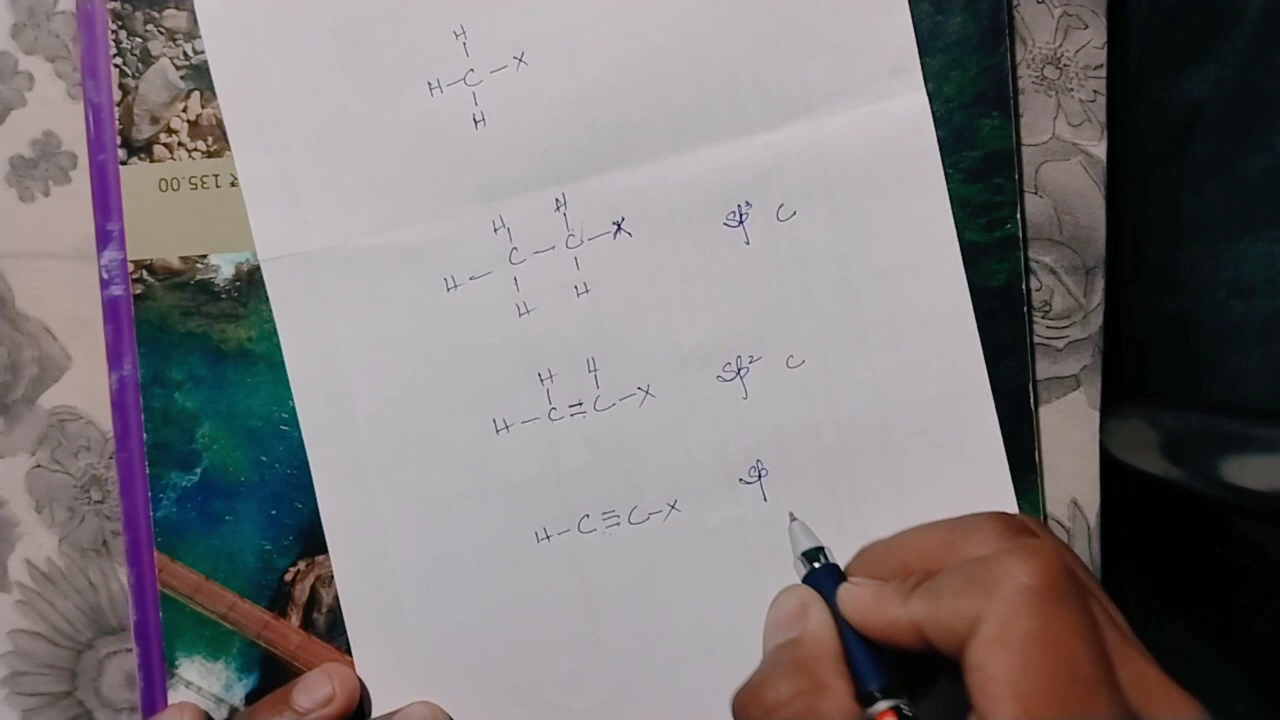 H
H-C-X
H
H H
H-C-C-X sp³ C
H H
H H
H-C=C-X sp² C
H-C≡C-X sp
₹ 135.00